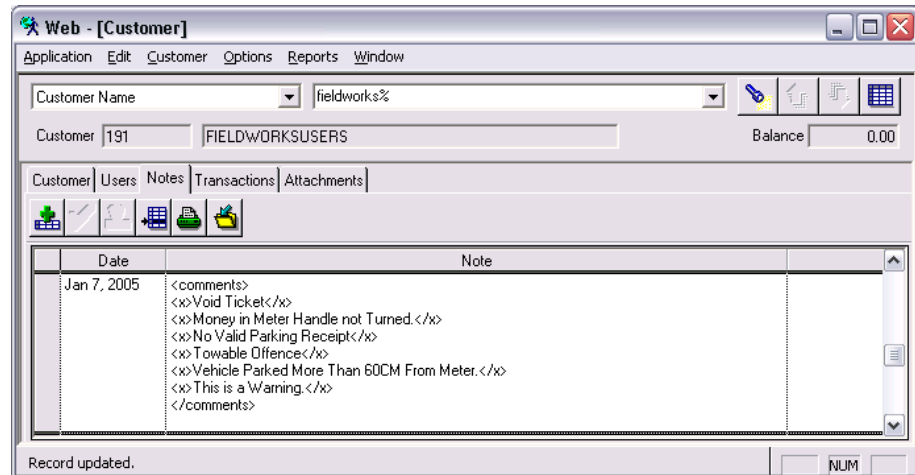 Web - [Customer]
Application Edit Customer Options Reports Window
Customer Name fieldworks%
Customer 191 FIELDWORKSUSERS Balance 0.00
Customer Users Notes Transactions Attachments
Date Note
Jan 7, 2005 <comments>
<x>Void Ticket</x>
<x>Money in Meter Handle not Turned.</x>
<x>No Valid Parking Receipt</x>
<x>Towable Offence</x>
<x>Vehicle Parked More Than 60CM From Meter.</x>
<x>This is a Warning.</x>
</comments>
Record updated. NUM